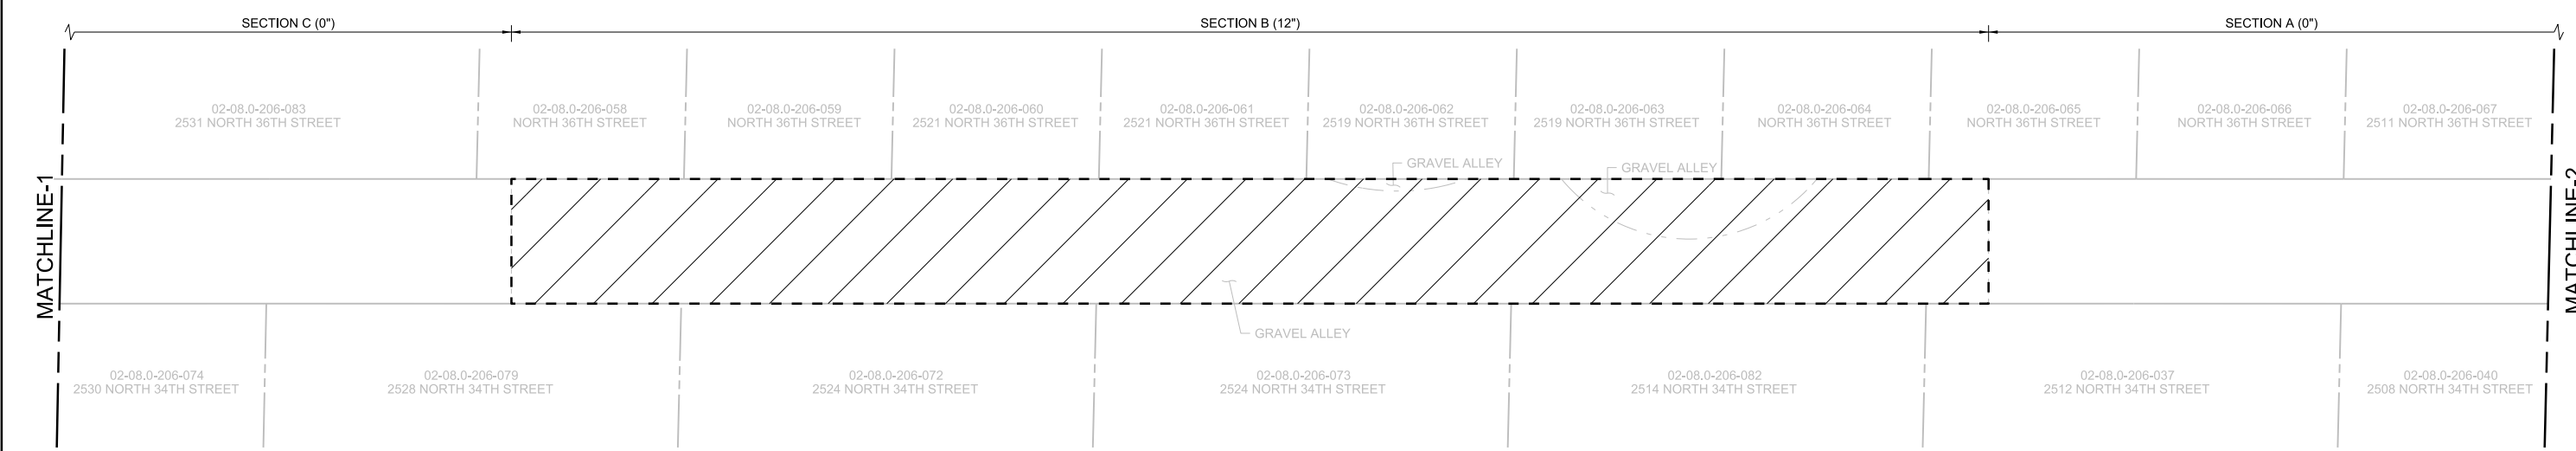 SECTION C (0")
SECTION B (12")
SECTION A (0")
02-08.0-206-083
2531 NORTH 36TH STREET
02-08.0-206-058
NORTH 36TH STREET
02-08.0-206-059
NORTH 36TH STREET
02-08.0-206-060
2521 NORTH 36TH STREET
02-08.0-206-061
2521 NORTH 36TH STREET
02-08.0-206-062
2519 NORTH 36TH STREET
02-08.0-206-063
2519 NORTH 36TH STREET
02-08.0-206-064
NORTH 36TH STREET
02-08.0-206-065
NORTH 36TH STREET
02-08.0-206-066
NORTH 36TH STREET
02-08.0-206-067
2511 NORTH 36TH STREET
GRAVEL ALLEY
GRAVEL ALLEY
MATCHLINE-1
MATCHLINE-2
GRAVEL ALLEY
02-08.0-206-074
2530 NORTH 34TH STREET
02-08.0-206-079
2528 NORTH 34TH STREET
02-08.0-206-072
2524 NORTH 34TH STREET
02-08.0-206-073
2524 NORTH 34TH STREET
02-08.0-206-082
2514 NORTH 34TH STREET
02-08.0-206-037
2512 NORTH 34TH STREET
02-08.0-206-040
2508 NORTH 34TH STREET